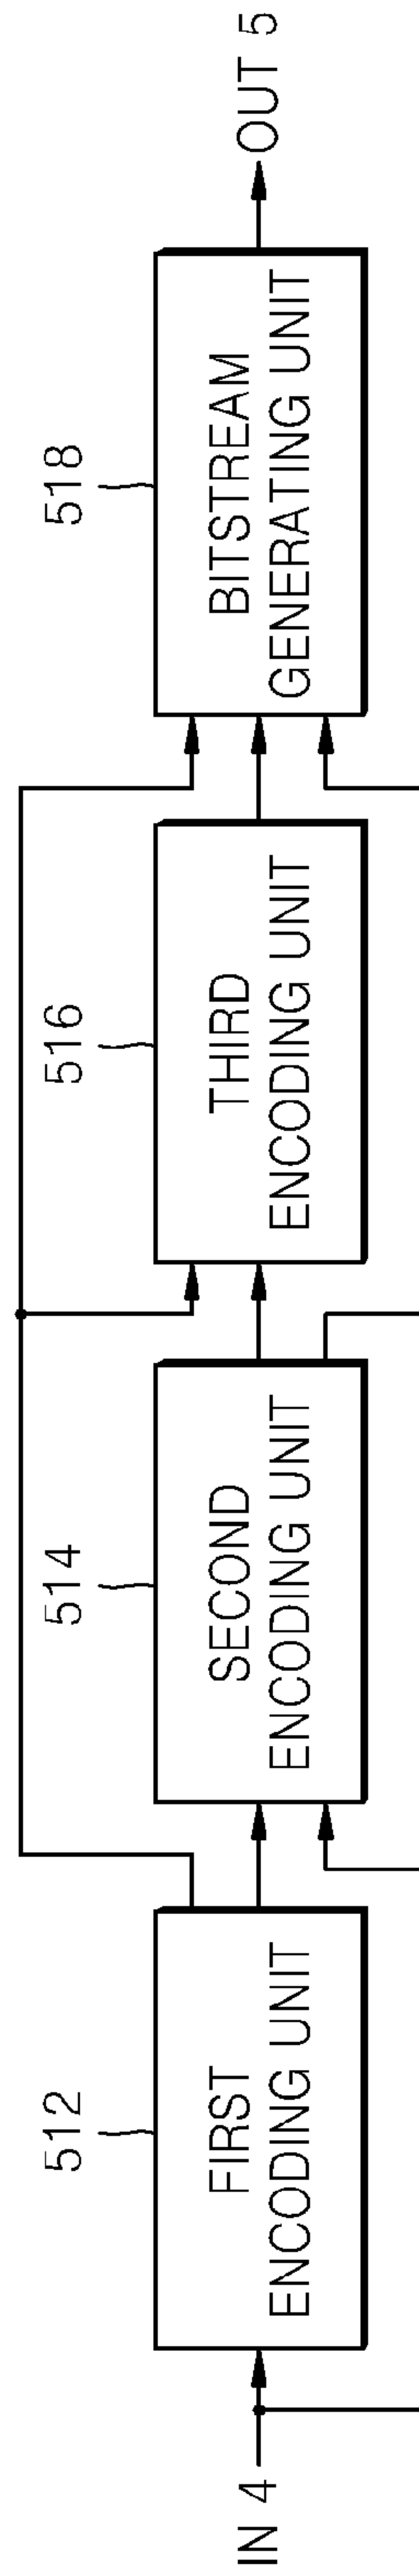 512
514
516
518
IN 4
FIRST
ENCODING UNIT
SECOND
ENCODING UNIT
THIRD
ENCODING UNIT
BITSTREAM
GENERATING UNIT
OUT 5